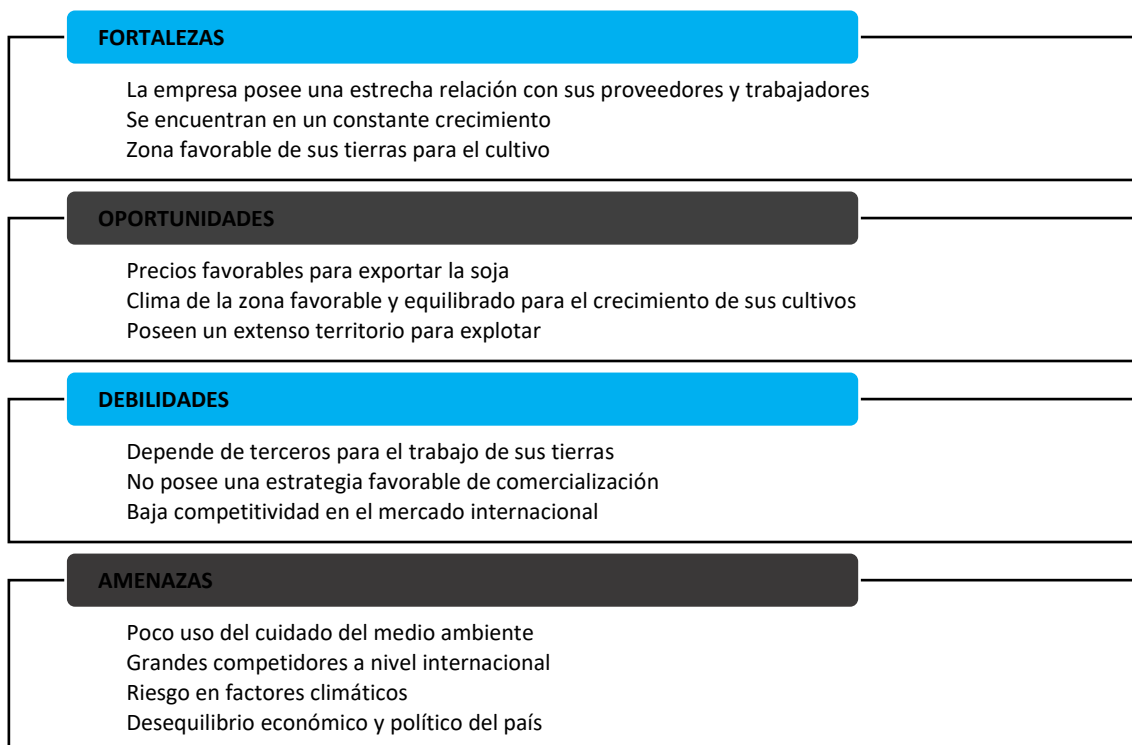 FORTALEZAS
La empresa posee una estrecha relación con sus proveedores y trabajadores
Se encuentran en un constante crecimiento
Zona favorable de sus tierras para el cultivo
OPORTUNIDADES
Precios favorables para exportar la soja
Clima de la zona favorable y equilibrado para el crecimiento de sus cultivos
Poseen un extenso territorio para explotar
DEBILIDADES
Depende de terceros para el trabajo de sus tierras
No posee una estrategia favorable de comercialización
Baja competitividad en el mercado internacional
AMENAZAS
Poco uso del cuidado del medio ambiente
Grandes competidores a nivel internacional
Riesgo en factores climáticos
Desequilibrio económico y político del país